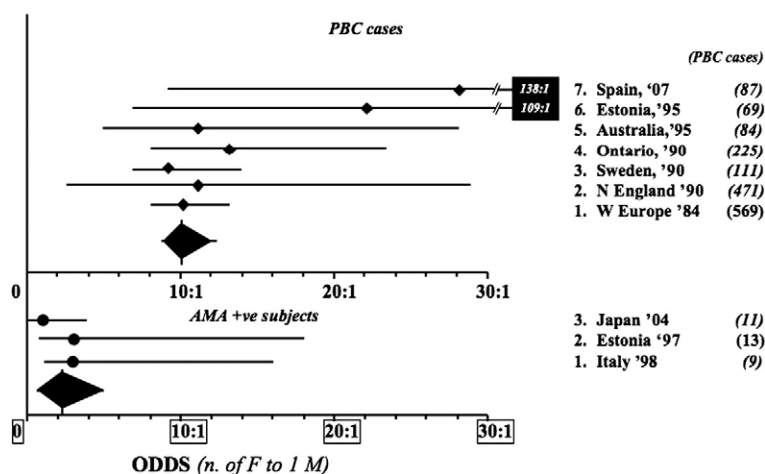 PBC cases
(PBC cases)
138:1 7. Spain, ‘07 (87)
109:1 6. Estonia,’95 (69)
5. Australia,’95 (84)
4. Ontario, ’90 (225)
3. Sweden, ’90 (111)
2. N England ’90 (471)
1. W Europe ’84 (569)
0 10:1 20:1 30:1
AMA +ve subjects
3. Japan ’04 (11)
2. Estonia ‘97 (13)
1. Italy ’98 (9)
0 10:1 20:1 30:1
ODDS (n. of F to 1 M)